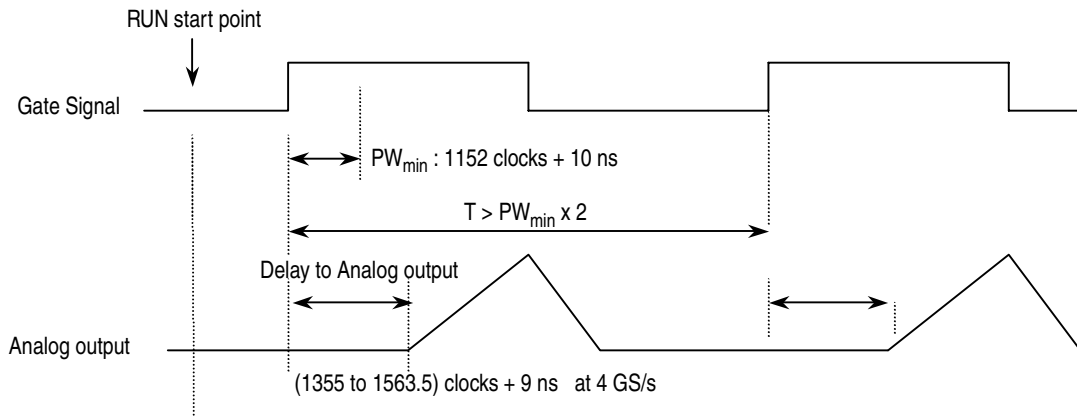 RUN start point
Gate Signal
PWmin : 1152 clocks + 10 ns
T > PWmin x 2
Delay to Analog output
Analog output
(1355 to 1563.5) clocks + 9 ns at 4 GS/s